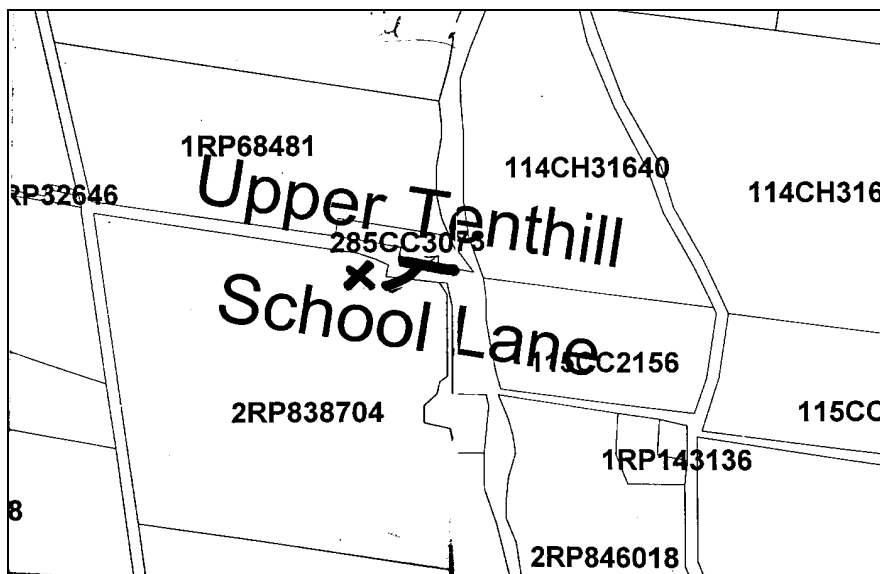 1RP68481
114CH31640
RP32646
114CH316
Upper Tenthill
285CC3073
School Lane
115CC2156
2RP838704
115CC
1RP143136
8
2RP846018